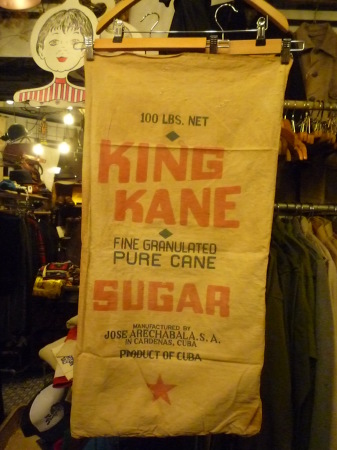 100 LBS. NET
KING
KANE
FINE GRANULATED
PURE CANE
SUGAR
MANUFACTURED BY
JOSE ARECHABALA, S. A.
IN CARDENAS, CUBA
PRODUCT OF CUBA